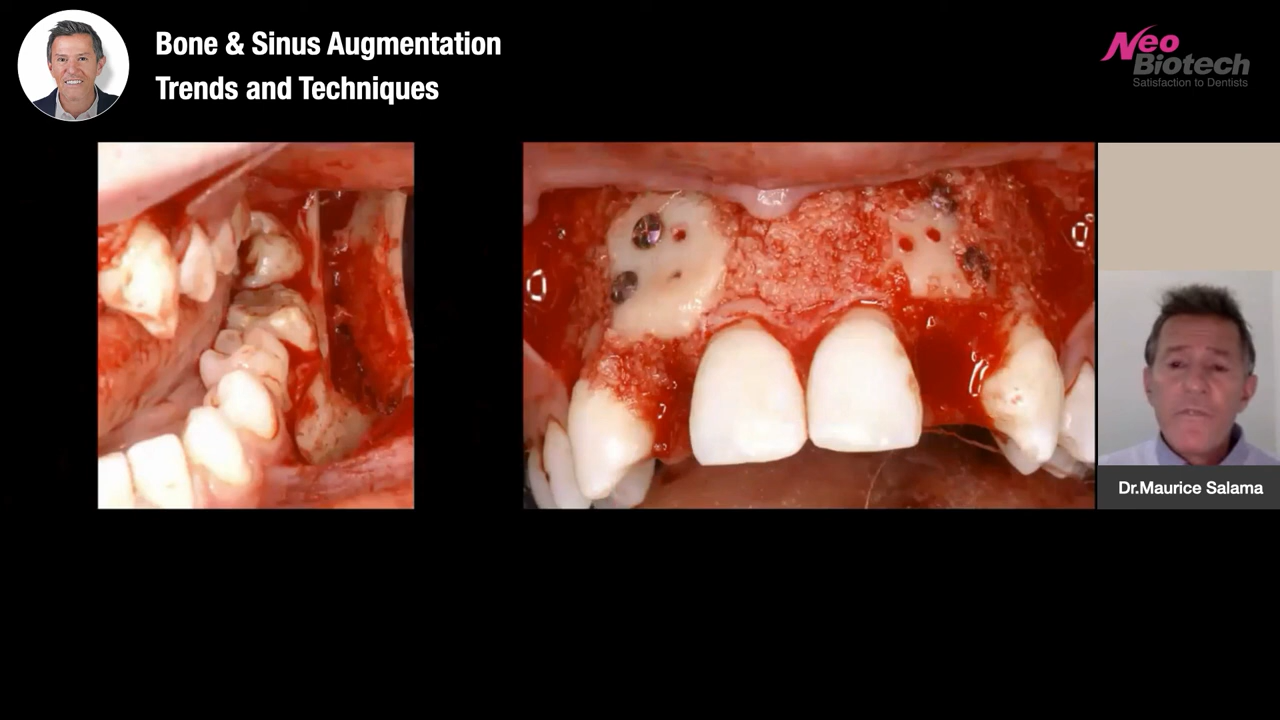 Bone & Sinus Augmentation
Trends and Techniques
Neo
Biotech
Satisfaction to Dentists
Dr.Maurice Salama